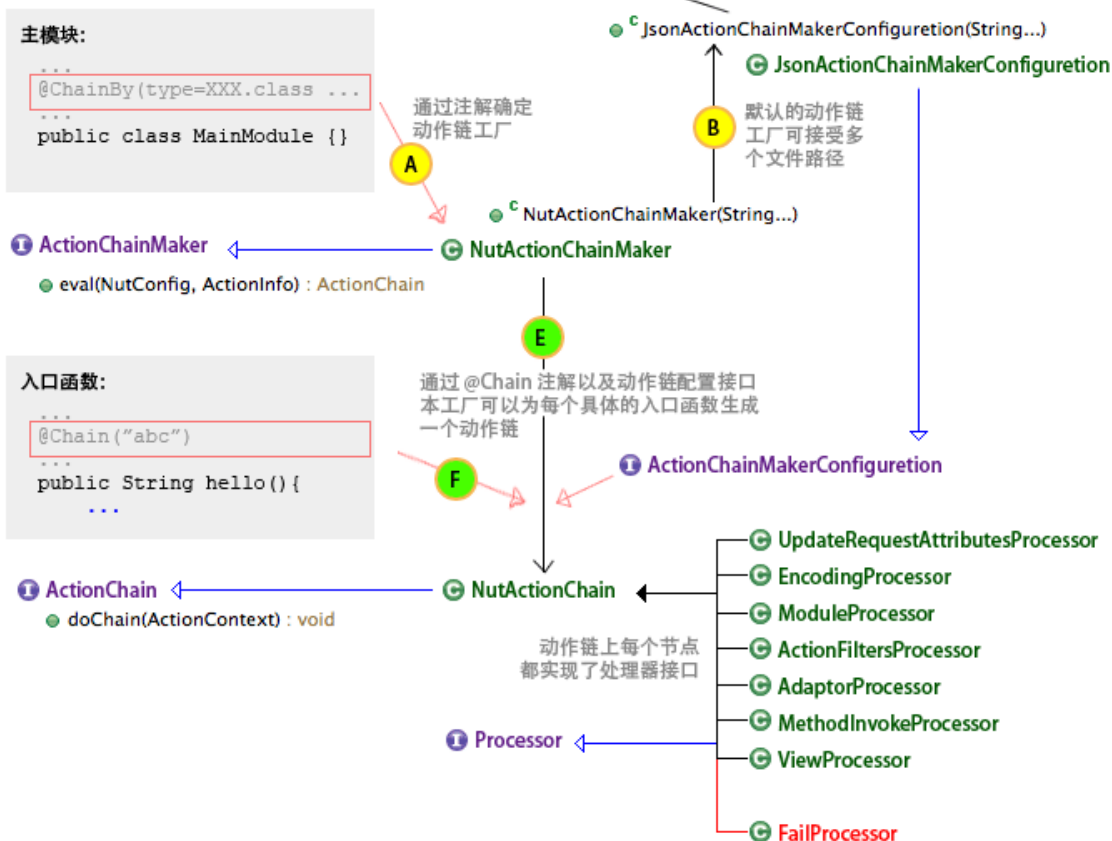 主模块:
...
@ChainBy(type=XXX.class ...
...
public class MainModule {}
通过注解确定
动作链工厂
A
C JsonActionChainMakerConfiguretion(String...)
C JsonActionChainMakerConfiguretion
B
默认的动作链
工厂可接受多
个文件路径
C NutActionChainMaker(String...)
I ActionChainMaker
C NutActionChainMaker
eval(NutConfig, ActionInfo) : ActionChain
E
通过 @Chain 注解以及动作链配置接口
本工厂可以为每个具体的入口函数生成
一个动作链
入口函数:
...
@Chain("abc")
...
public String hello(){
...
F
I ActionChainMakerConfiguretion
I ActionChain
C NutActionChain
doChain(ActionContext) : void
动作链上每个节点
都实现了处理器接口
I Processor
C UpdateRequestAttributesProcessor
C EncodingProcessor
C ModuleProcessor
C ActionFiltersProcessor
C AdaptorProcessor
C MethodInvokeProcessor
C ViewProcessor
C FailProcessor